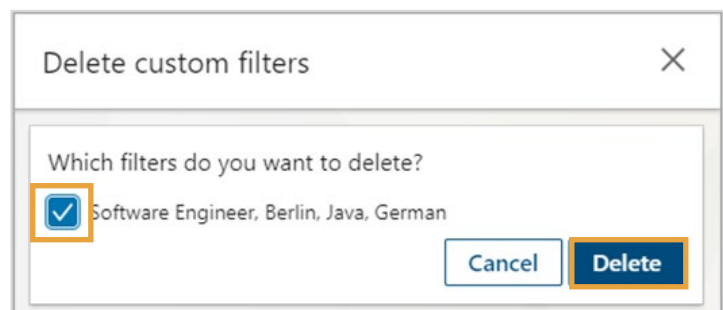 Delete custom filters
Which filters do you want to delete?
Software Engineer, Berlin, Java, German
Cancel Delete